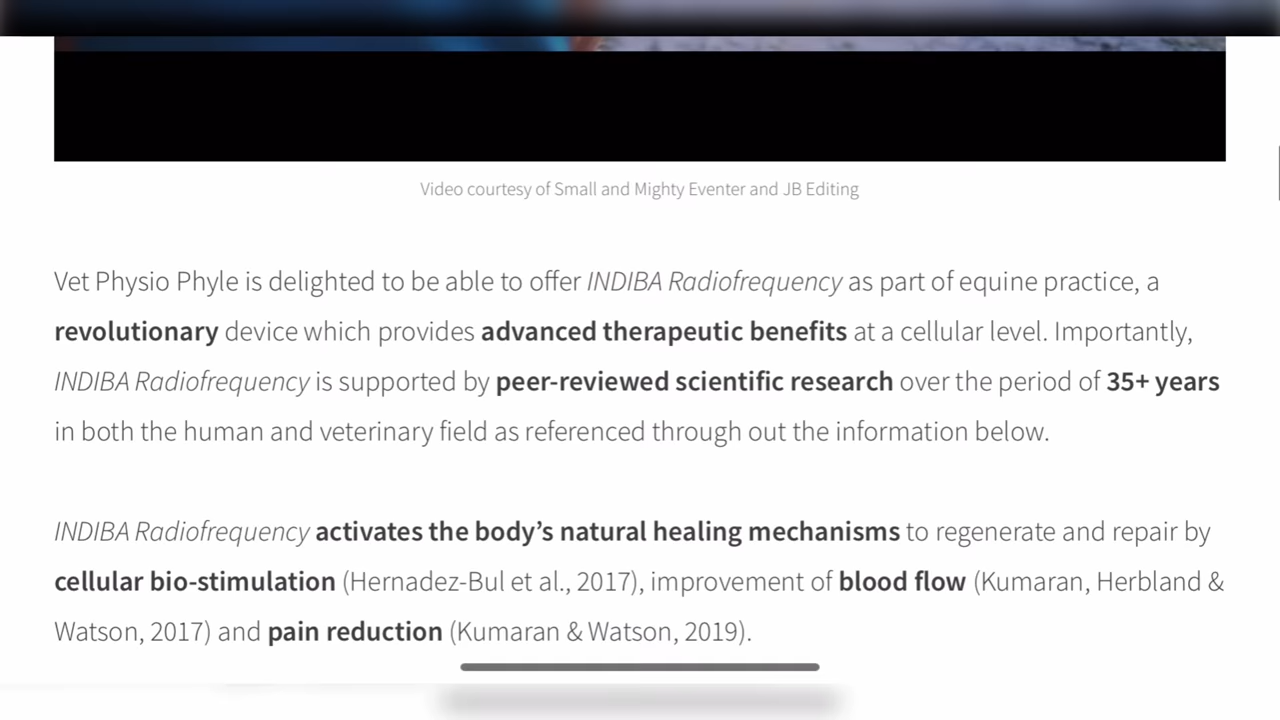 Video courtesy of Small and Mighty Eventer and JB Editing
Vet Physio Phyle is delighted to be able to offer INDIBA Radiofrequency as part of equine practice, a
revolutionary device which provides advanced therapeutic benefits at a cellular level. Importantly,
INDIBA Radiofrequency is supported by peer-reviewed scientific research over the period of 35+ years
in both the human and veterinary field as referenced through out the information below.
INDIBA Radiofrequency activates the body’s natural healing mechanisms to regenerate and repair by
cellular bio-stimulation (Hernadez-Bul et al., 2017), improvement of blood flow (Kumaran, Herbland &
Watson, 2017) and pain reduction (Kumaran & Watson, 2019).